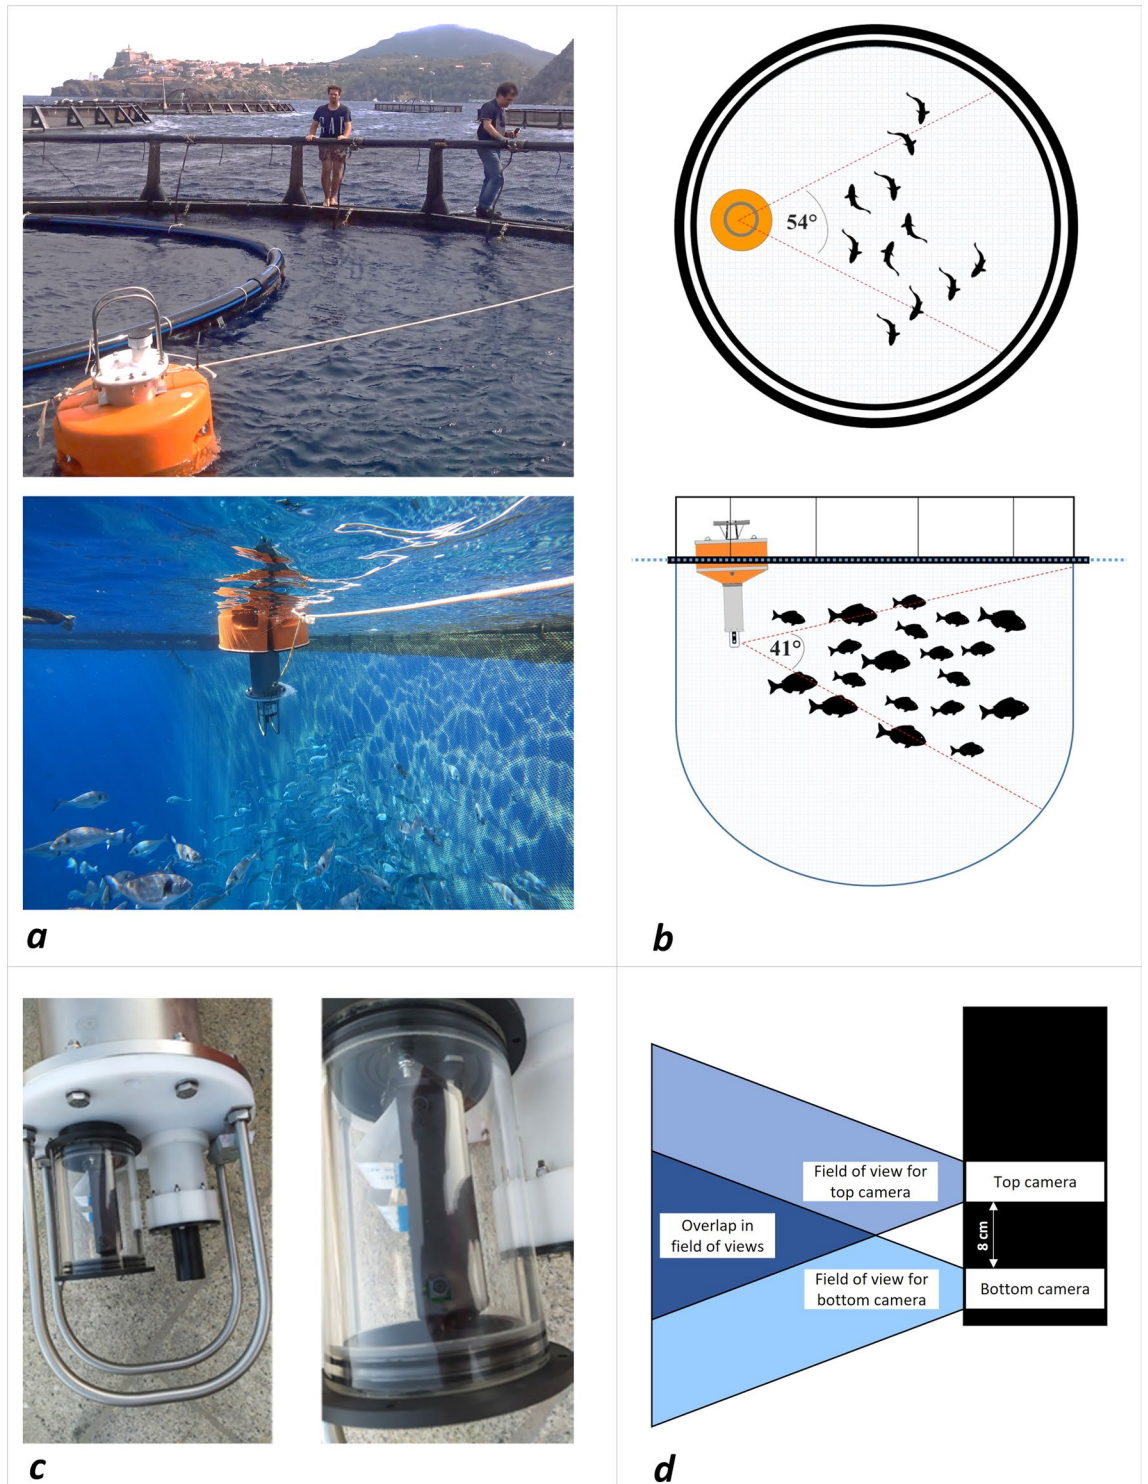 GAP
54°
41°
a
b
Field of view for
top camera
Top camera
Overlap in
field of views
8 cm
Field of view for
bottom camera
Bottom camera
c
d